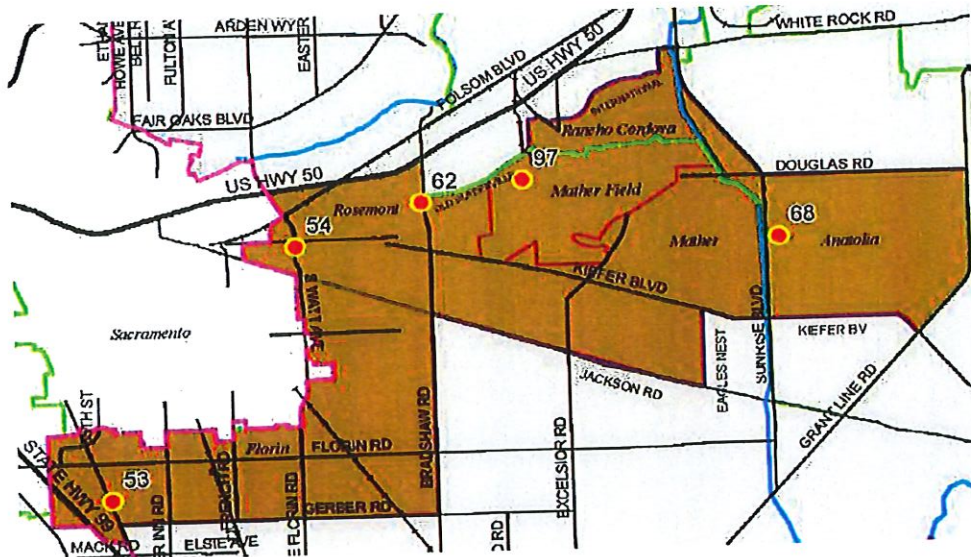 ARDEN WY
WHITE ROCK RD
HOWE AVE
EASTER
FOLSOM BLVD
US HWY 50
FAIR OAKS BLVD
INTERNATIONAL
Rancho Cordova
97
DOUGLAS RD
US HWY 50
62
Rosemont
Mather Field
54
68
Mather
Anatolia
KIEFER BLVD
S WATT AVE
Sacramento
SUNRISE BLVD
KIEFER BV
EAGLES NEST
JACKSON RD
GRANT LINE RD
BRADSHAW RD
EXCELSIOR RD
Florin
FLORIN RD
STATE HWY 99
53
GERBER RD
MACK RD
ELSIE AVE